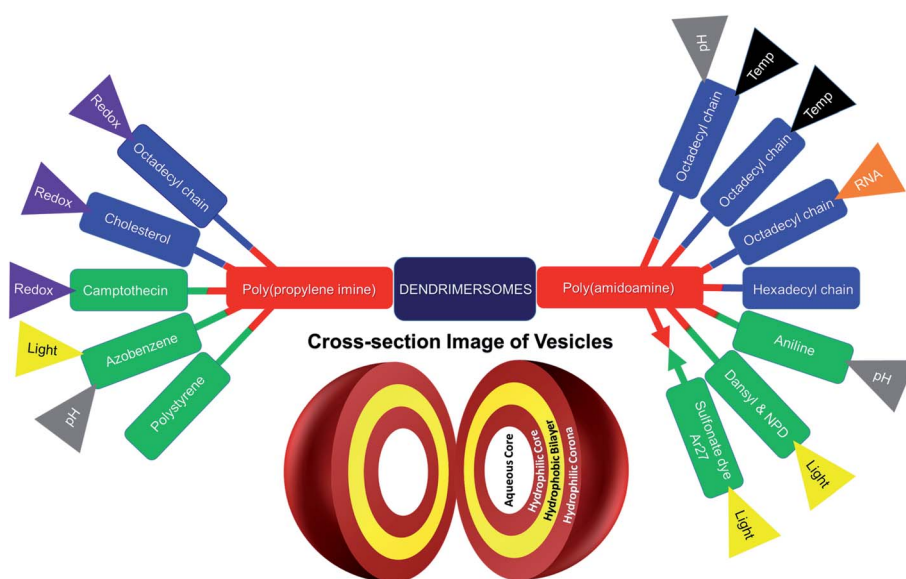 Redox
Octadecyl chain
Redox
Cholesterol
Redox
Camptothecin
Light
Azobenzene
pH
Polystyrene
Poly(propylene imine)
DENDRIMERSOMES
Poly(amidoamine)
pH
Octadecyl chain
Temp
Octadecyl chain
Temp
Octadecyl chain
RNA
Hexadecyl chain
Aniline
pH
Dansyl & NPD
Light
Sulfonate dye
Ar27
Light
Cross-section Image of Vesicles
Aqueous Core
Hydrophilic Core
Hydrophobic Bilayer
Hydrophilic Corona